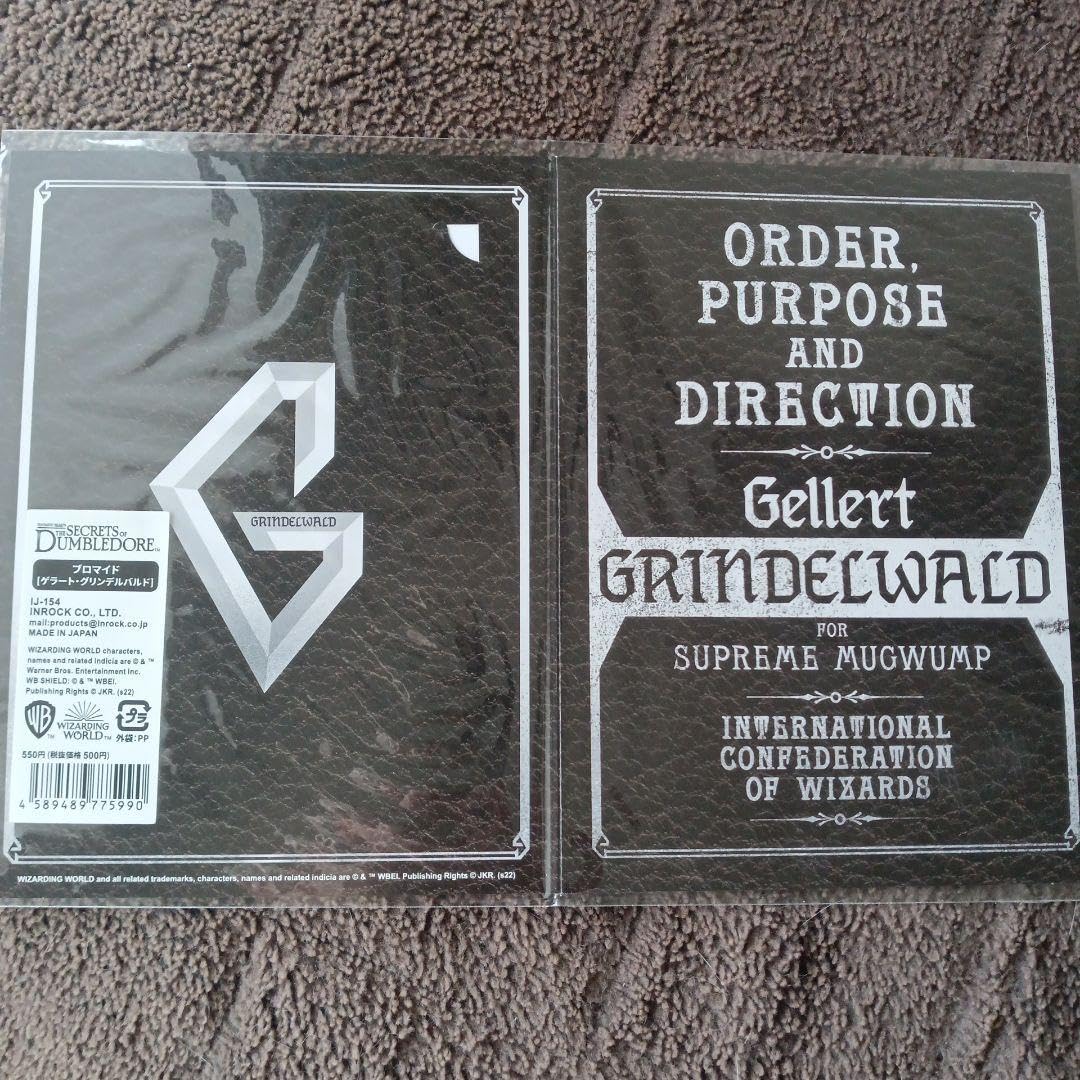 GRINDELWALD
THE SECRETS OF
DUMBLEDORE™
ブロマイド
[ゲラート・グリンデルバルド]
IJ-154
INROCK CO., LTD.
mail:products@inrock.co.jp
MADE IN JAPAN
WIZARDING WORLD characters,
names and related indicia are © & ™
Warner Bros. Entertainment Inc.
WB SHIELD: © & ™ WBEI.
Publishing Rights © JKR. (s22)
WB™
WIZARDING
WORLD™
プラ
外袋:PP
550円 (税抜価格 500円)
4 589489 775990
WIZARDING WORLD and all related trademarks, characters, names and related indicia are © & ™ WBEI. Publishing Rights © JKR. (s22)
ORDER,
PURPOSE
AND
DIRECTION
Gellert
GRINDELWALD
FOR
SUPREME MUGWUMP
INTERNATIONAL
CONFEDERATION
OF WIZARDS